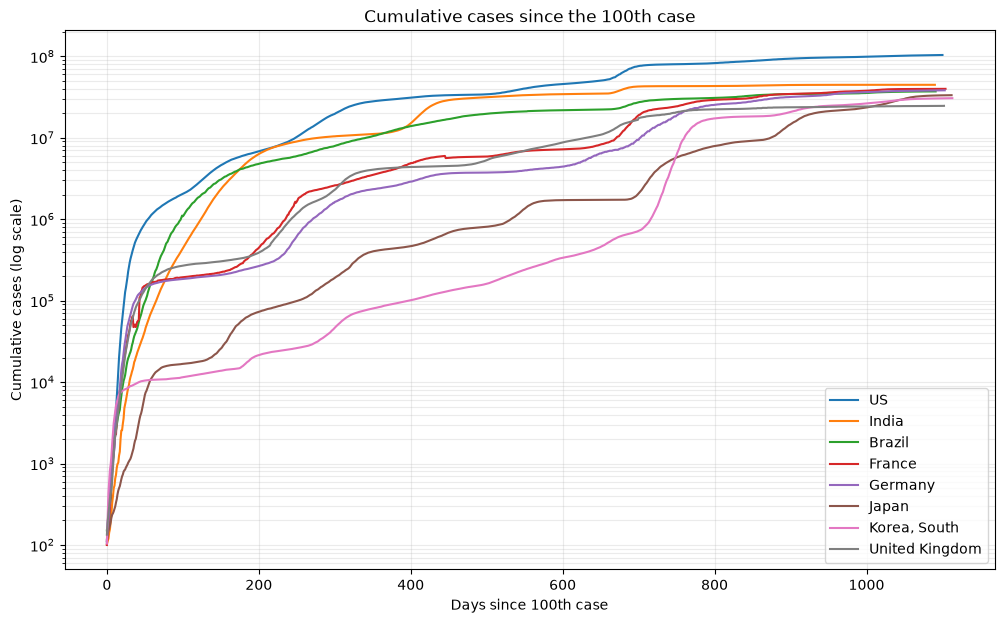 Cumulative cases since the 100th case
Cumulative cases (log scale)
10⁸
10⁷
10⁶
10⁵
10⁴
10³
10²
0 200 400 600 800 1000
Days since 100th case
US
India
Brazil
France
Germany
Japan
Korea, South
United Kingdom